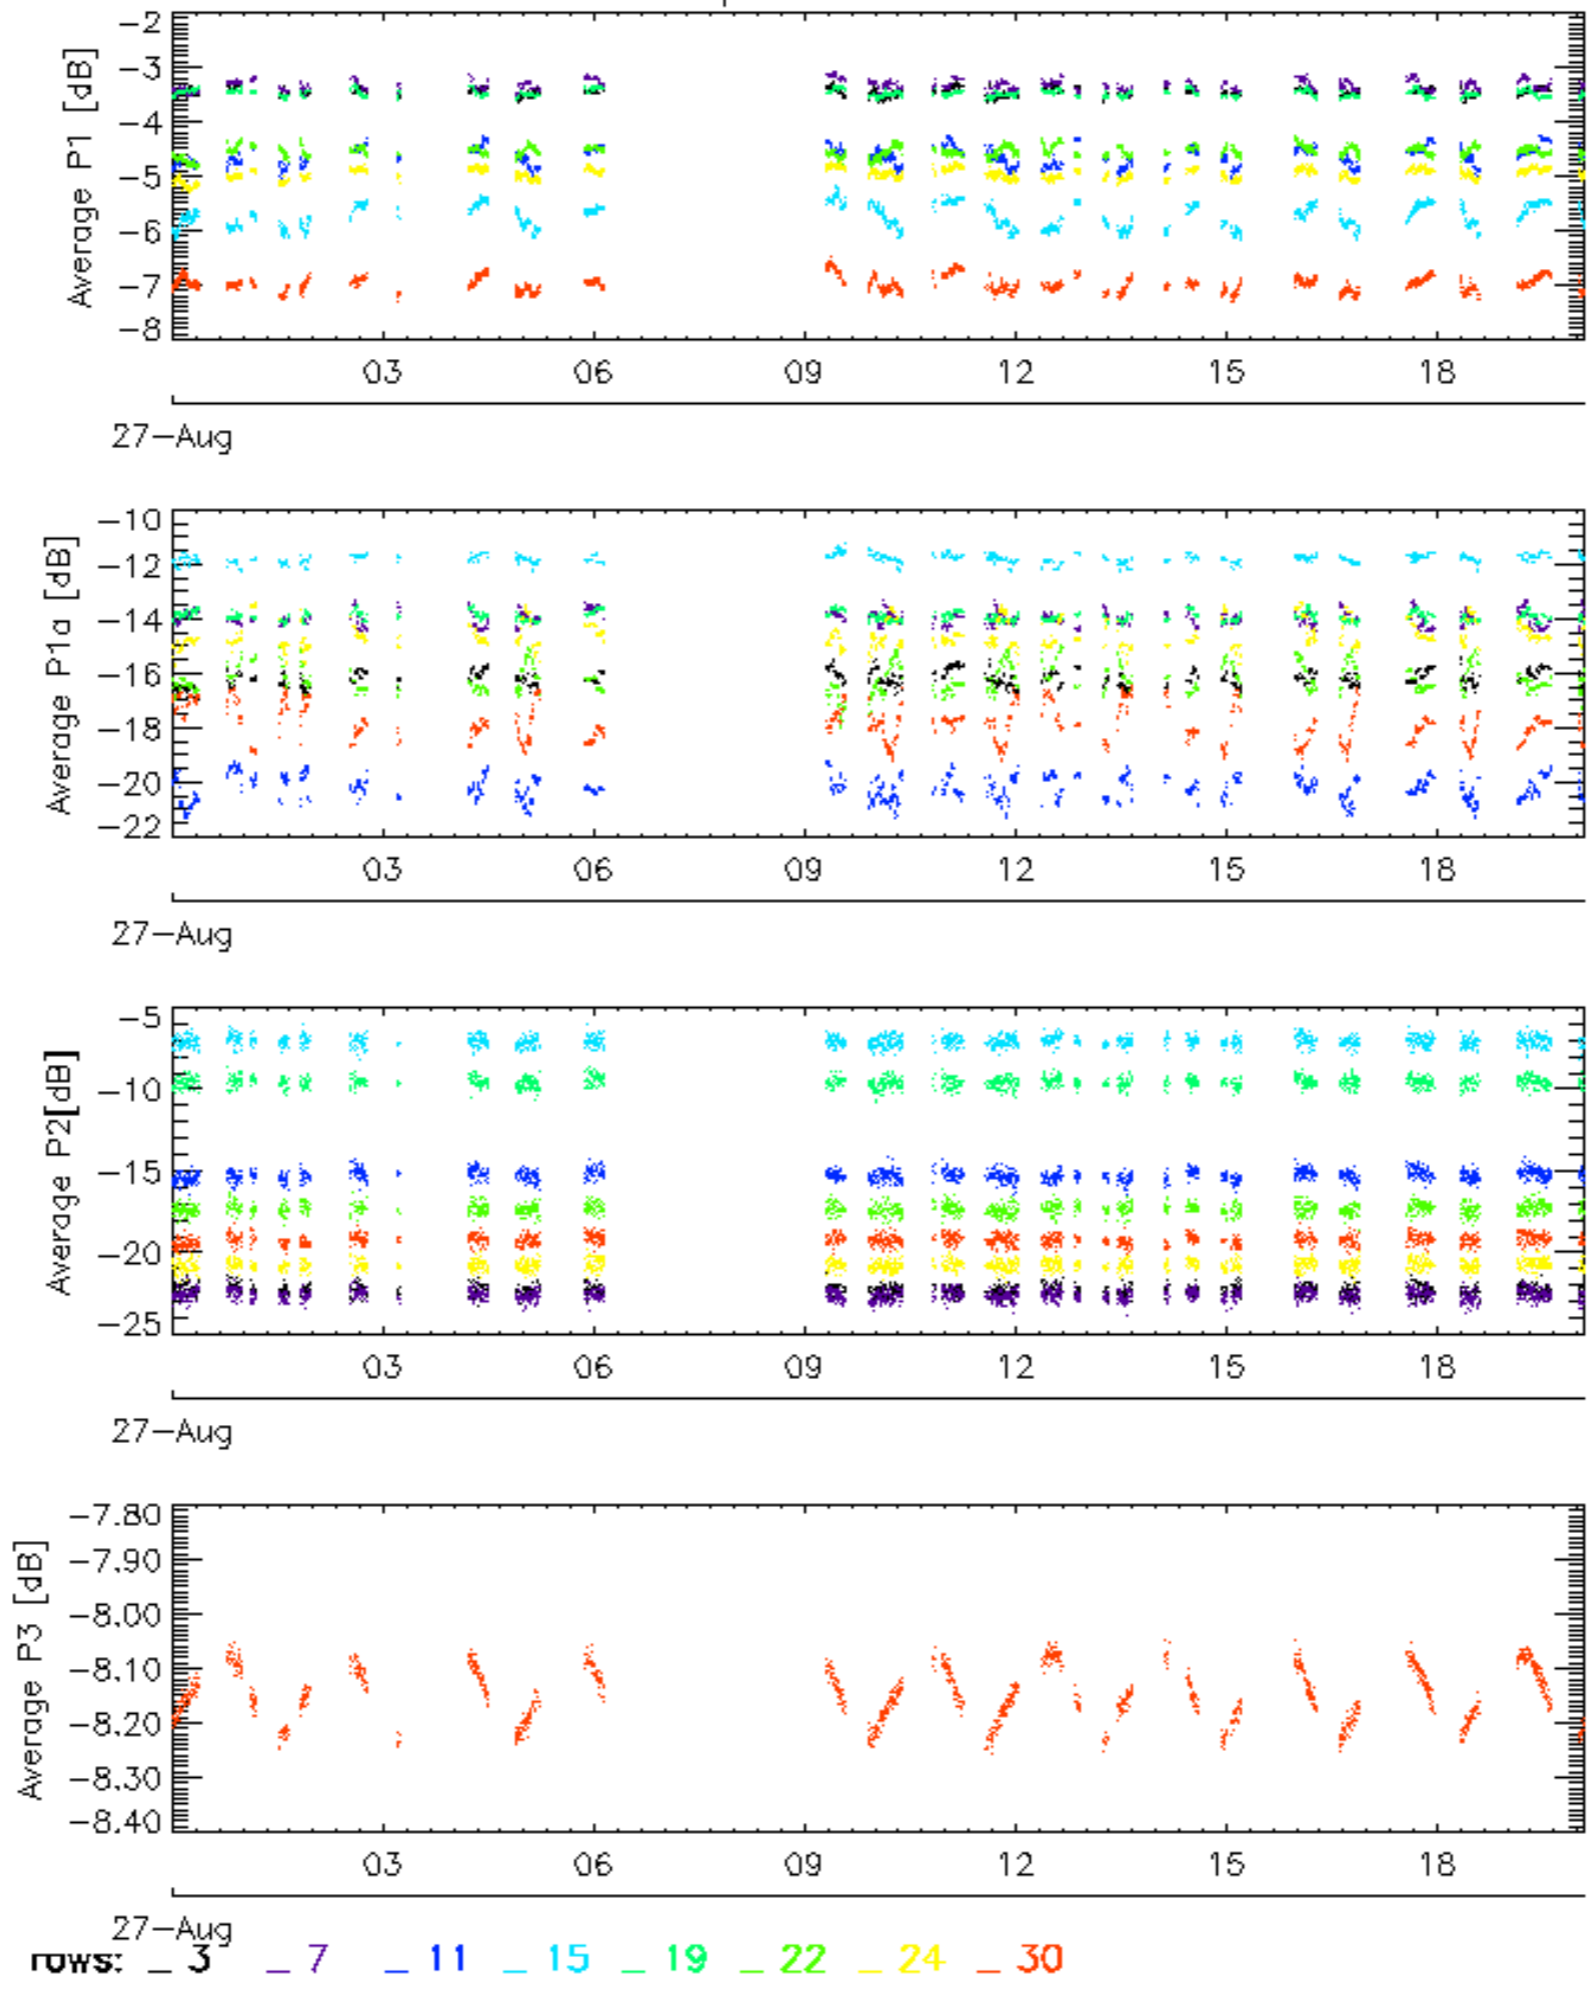 Average P1 [dB]
-2
-3
-4
-5
-6
-7
-8
03 06 09 12 15 18
27-Aug
Average P1a [dB]
-10
-12
-14
-16
-18
-20
-22
03 06 09 12 15 18
27-Aug
Average P2[dB]
-5
-10
-15
-20
-25
03 06 09 12 15 18
27-Aug
Average P3 [dB]
-7.80
-7.90
-8.00
-8.10
-8.20
-8.30
-8.40
03 06 09 12 15 18
27-Aug
rows: _ 3 _ 7 _ 11 _ 15 _ 19 _ 22 _ 24 _ 30